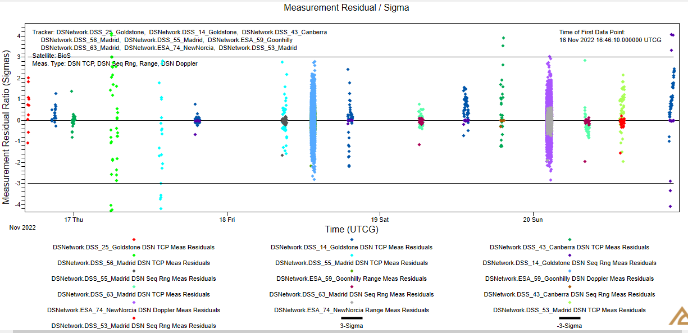 Measurement Residual / Sigma
Tracker: DSNetwork.DSS_25_Goldstone, DSNetwork.DSS_14_Goldstone, DSNetwork.DSS_43_Canberra
DSNetwork.DSS_56_Madrid, DSNetwork.DSS_55_Madrid, DSNetwork.ESA_59_Goonhilly
DSNetwork.DSS_63_Madrid, DSNetwork.ESA_74_NewNorcia, DSNetwork.DSS_53_Madrid
Satellite: BioS
Meas. Type: DSN TCP, DSN Seq Rng, Range, DSN Doppler
Time of First Data Point
16 Nov 2022 16:46:10.000000 UTCG
Measurement Residual Ratio (Sigmas)
4
3
2
1
0
-1
-2
-3
-4
17 Thu
18 Fri
19 Sat
20 Sun
Nov 2022
Time (UTCG)
DSNetwork.DSS_25_Goldstone DSN TCP Meas Residuals
DSNetwork.DSS_14_Goldstone DSN TCP Meas Residuals
DSNetwork.DSS_43_Canberra DSN TCP Meas Residuals
DSNetwork.DSS_56_Madrid DSN TCP Meas Residuals
DSNetwork.DSS_55_Madrid DSN TCP Meas Residuals
DSNetwork.DSS_14_Goldstone DSN Seq Rng Meas Residuals
DSNetwork.DSS_55_Madrid DSN Seq Rng Meas Residuals
DSNetwork.ESA_59_Goonhilly Range Meas Residuals
DSNetwork.ESA_59_Goonhilly DSN Doppler Meas Residuals
DSNetwork.DSS_63_Madrid DSN TCP Meas Residuals
DSNetwork.DSS_63_Madrid DSN Seq Rng Meas Residuals
DSNetwork.DSS_43_Canberra DSN Seq Rng Meas Residuals
DSNetwork.ESA_74_NewNorcia DSN Doppler Meas Residuals
DSNetwork.ESA_74_NewNorcia Range Meas Residuals
DSNetwork.DSS_53_Madrid DSN TCP Meas Residuals
DSNetwork.DSS_53_Madrid DSN Seq Rng Meas Residuals
3-Sigma
-3-Sigma